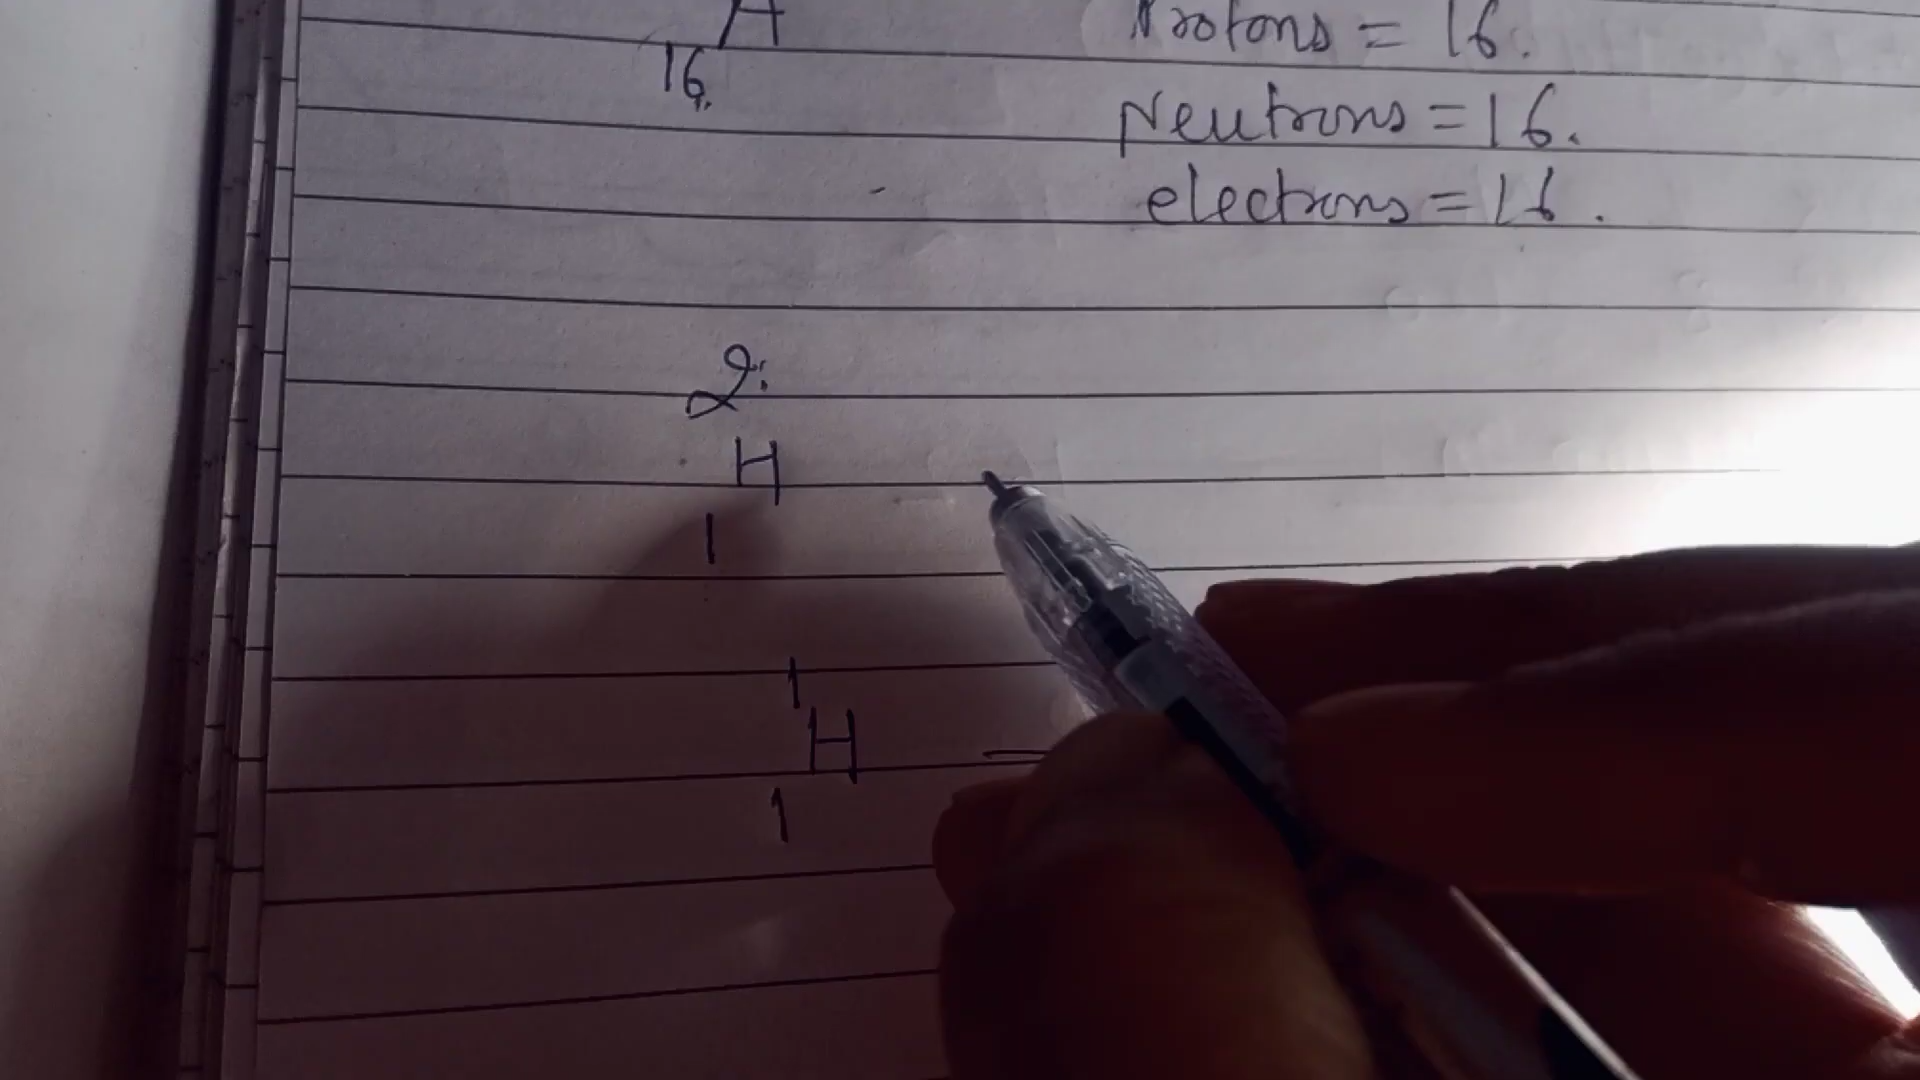 A
16
Protons = 16.
Neutrons = 16.
electrons = 16.
2
H
1
1
H
1